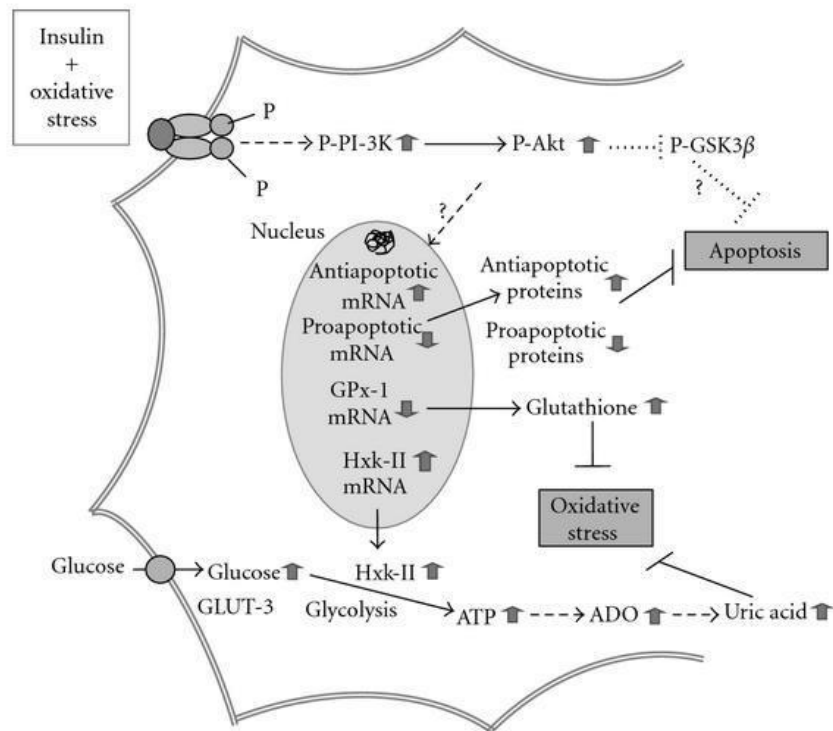 Insulin
+
oxidative
stress
P
P
P-PI-3K
P-Akt
P-GSK3β
?
?
Nucleus
Apoptosis
Antiapoptotic
mRNA
Proapoptotic
mRNA
Antiapoptotic
proteins
Proapoptotic
proteins
GPx-1
mRNA
Glutathione
Hxk-II
mRNA
Oxidative
stress
Glucose
Glucose
Hxk-II
GLUT-3
Glycolysis
ATP
ADO
Uric acid